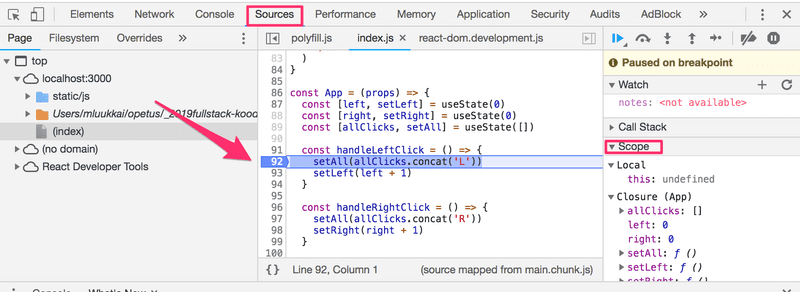 Elements Network Console Sources Performance Memory Application Security Audits AdBlock »
Page Filesystem Overrides »
top
localhost:3000
static/js
Users/mluukkai/opetus/_2019fullstack-kood
(index)
(no domain)
React Developer Tools
polyfill.js index.js × react-dom.development.js
83 )
84 }
85
86 const App = (props) => {
87 const [left, setLeft] = useState(0)
88 const [right, setRight] = useState(0)
89 const [allClicks, setAll] = useState([])
90
91 const handleLeftClick = () => {
92 setAll(allClicks.concat('L'))
93 setLeft(left + 1)
94 }
95
96 const handleRightClick = () => {
97 setAll(allClicks.concat('R'))
98 setRight(right + 1)
99 }
100
{} Line 92, Column 1 (source mapped from main.chunk.js)
Paused on breakpoint
Watch
notes: <not available>
Call Stack
Scope
Local
this: undefined
Closure (App)
allClicks: []
left: 0
right: 0
setAll: ƒ ()
setLeft: ƒ ()
setRight: ƒ ()
Console What's New ×